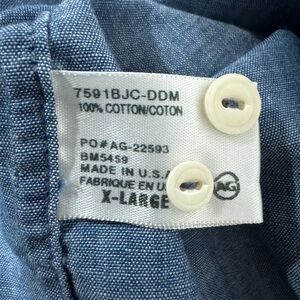 7591BJC-DDM
100% COTTON/COTON
PO#AG-22593
BM5459
MADE IN U.S.A
FABRIQUE EN U
X-LARGE
AG